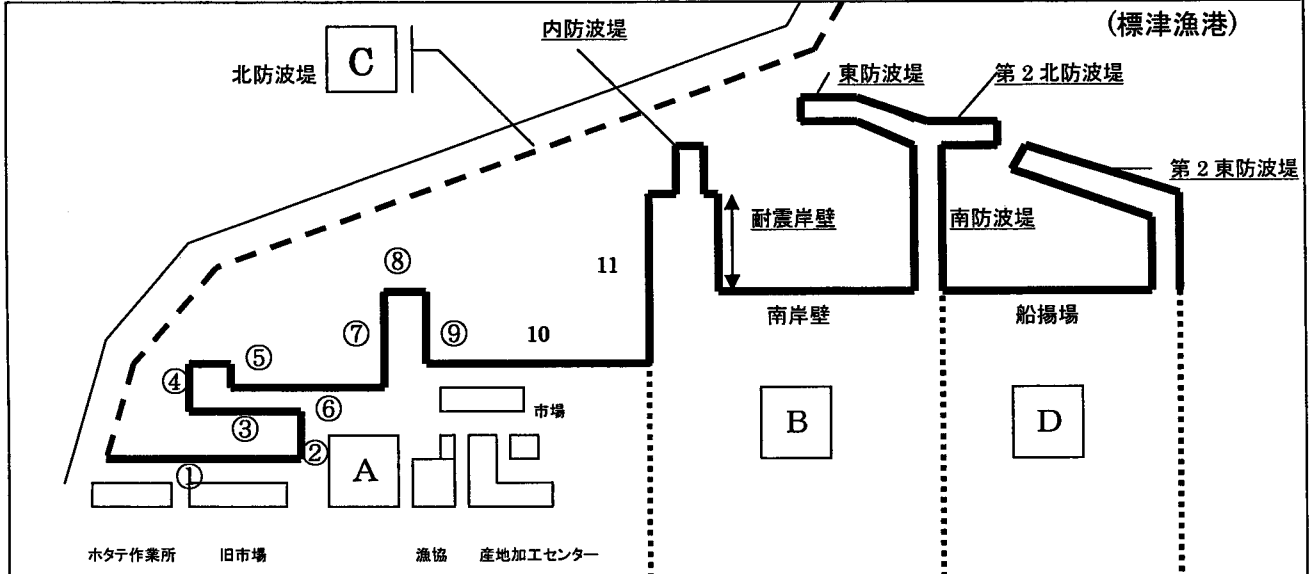 (標津漁港)
内防波堤
北防波堤
C
東防波堤
第2北防波堤
第2東防波堤
耐震岸壁
南防波堤
⑧
11
南岸壁
船揚場
⑦
⑨
10
⑤
④
⑥
③
市場
②
A
B
D
①
ホタテ作業所
旧市場
漁協
産地加工センター